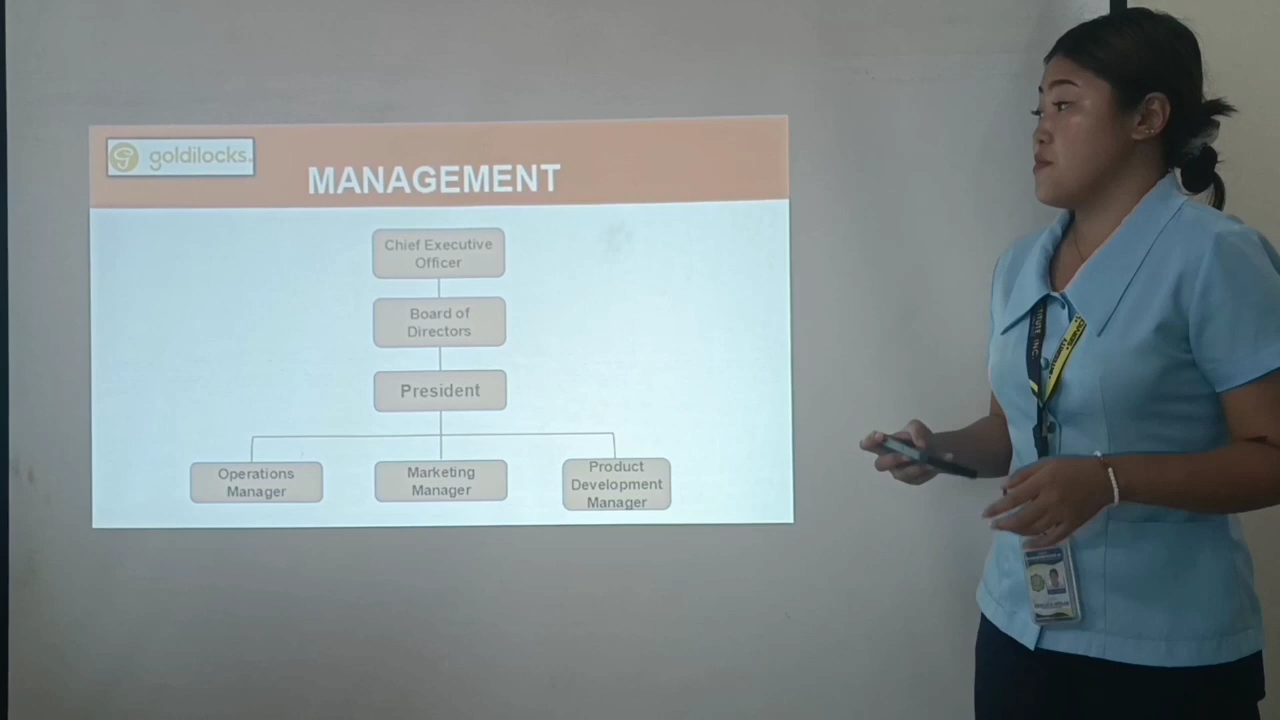 goldilocks
MANAGEMENT
Chief Executive
Officer
Board of
Directors
President
Operations
Manager
Marketing
Manager
Product
Development
Manager